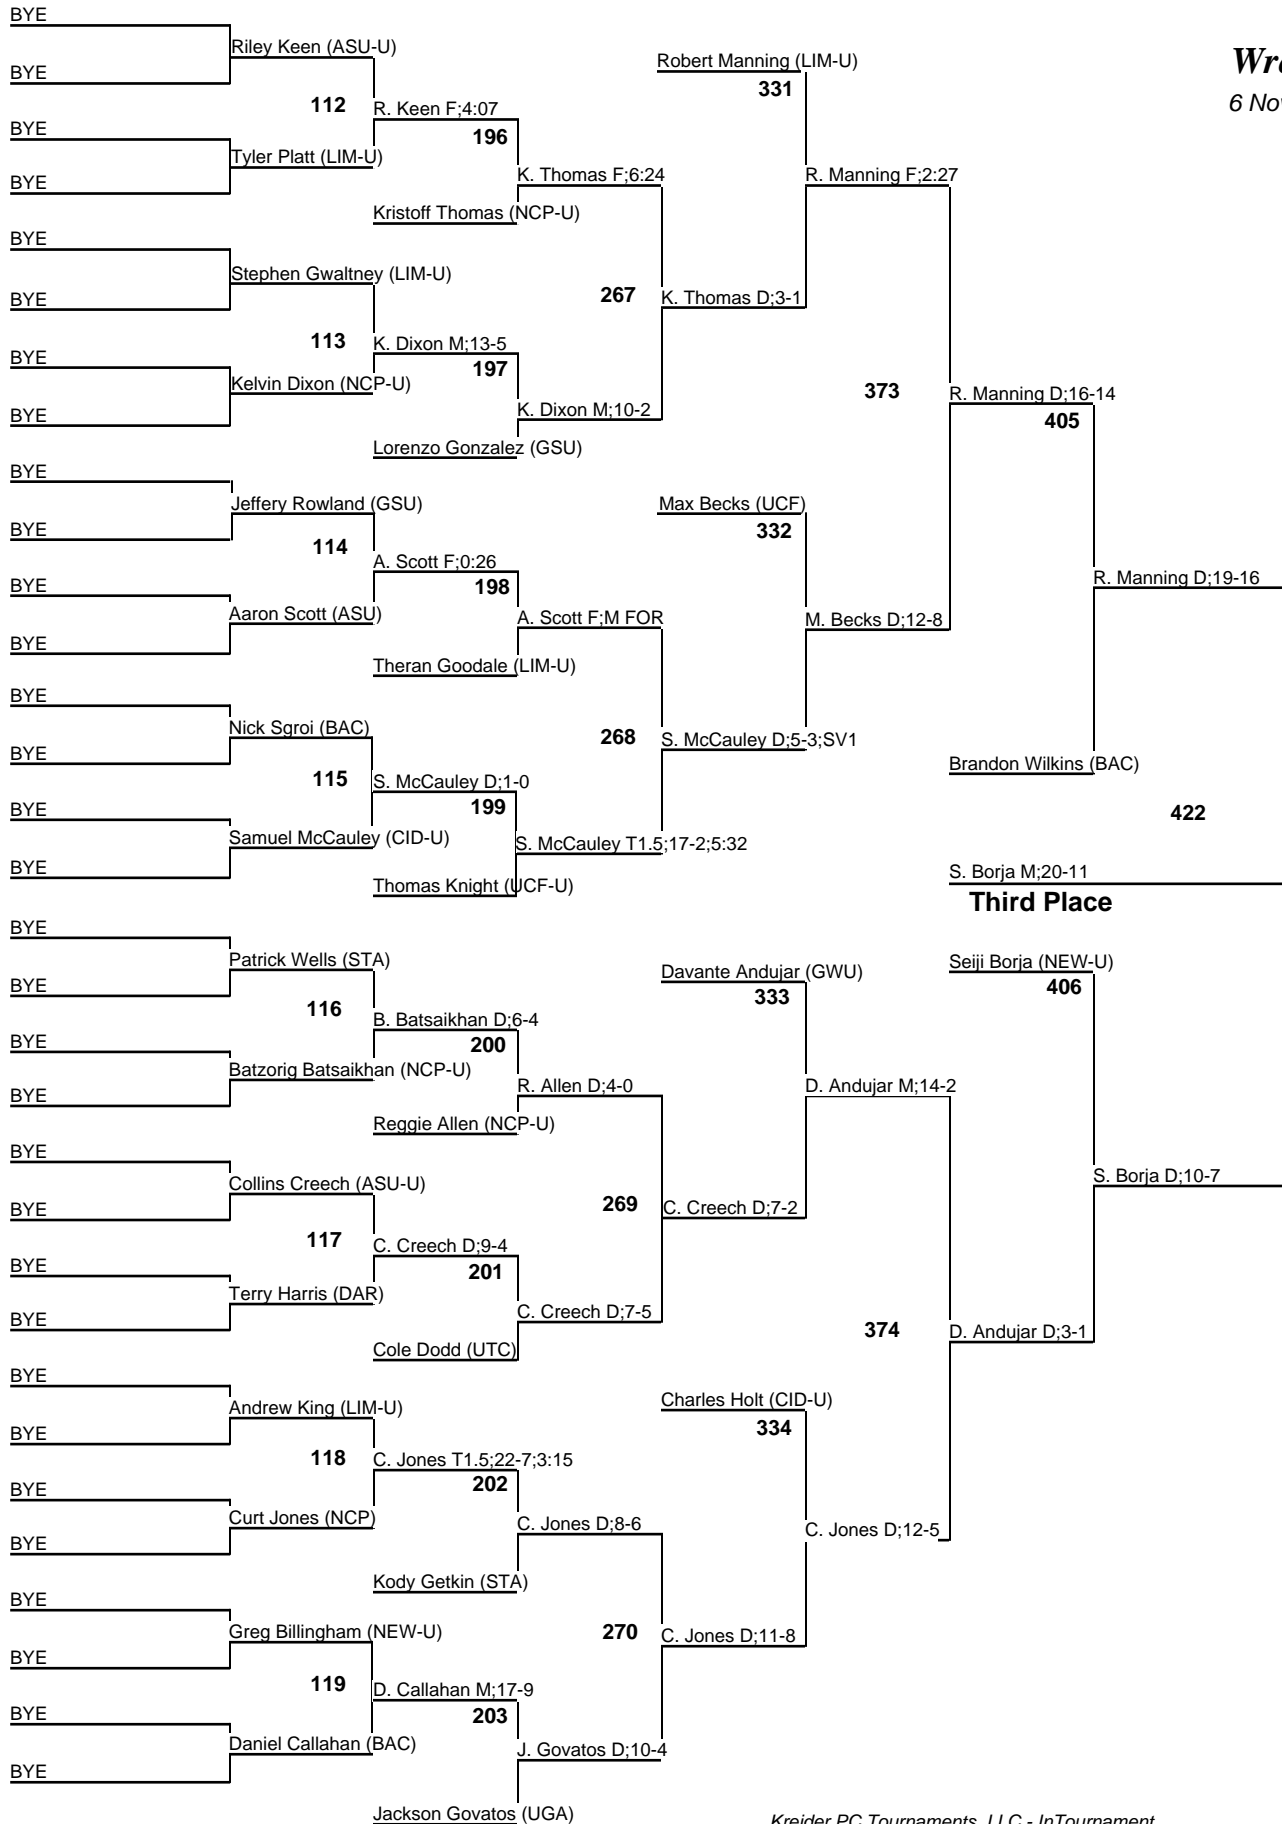 BYE
Riley Keen (ASU-U)
BYE
Robert Manning (LIM-U)
331
6
112
R. Keen F;4:07
BYE
196
Tyler Platt (LIM-U)
BYE
K. Thomas F;6:24
R. Manning F;2:27
Kristoff Thomas (NCP-U)
BYE
Stephen Gwaltney (LIM-U)
BYE
267
K. Thomas D;3-1
113
K. Dixon M;13-5
BYE
197
Kelvin Dixon (NCP-U)
373
R. Manning D;16-14
BYE
K. Dixon M;10-2
405
Lorenzo Gonzalez (GSU)
BYE
Jeffery Rowland (GSU)
Max Becks (UCF)
BYE
332
114
A. Scott F;0:26
BYE
198
R. Manning D;19-16
Aaron Scott (ASU)
A. Scott F;M FOR
M. Becks D;12-8
BYE
Theran Goodale (LIM-U)
BYE
Nick Sgroi (BAC)
268
S. McCauley D;5-3;SV1
BYE
Brandon Wilkins (BAC)
115
S. McCauley D;1-0
BYE
199
422
Samuel McCauley (CID-U)
S. McCauley T1.5;17-2;5:32
BYE
S. Borja M;20-11
Thomas Knight (UCF-U)
Third Place
BYE
Patrick Wells (STA)
Seiji Borja (NEW-U)
BYE
Davante Andujar (GWU)
406
333
116
B. Batsaikhan D;6-4
BYE
200
Batzorig Batsaikhan (NCP-U)
BYE
R. Allen D;4-0
D. Andujar M;14-2
Reggie Allen (NCP-U)
BYE
Collins Creech (ASU-U)
S. Borja D;10-7
BYE
269
C. Creech D;7-2
117
C. Creech D;9-4
BYE
201
Terry Harris (DAR)
BYE
C. Creech D;7-5
374
D. Andujar D;3-1
Cole Dodd (UTC)
BYE
Andrew King (LIM-U)
Charles Holt (CID-U)
BYE
334
118
C. Jones T1.5;22-7;3:15
BYE
202
Curt Jones (NCP)
C. Jones D;8-6
C. Jones D;12-5
BYE
Kody Getkin (STA)
BYE
Greg Billingham (NEW-U)
270
C. Jones D;11-8
BYE
119
D. Callahan M;17-9
BYE
203
Daniel Callahan (BAC)
J. Govatos D;10-4
BYE
Jackson Govatos (UGA)
Kreider PC Tournaments, LLC - InTournament